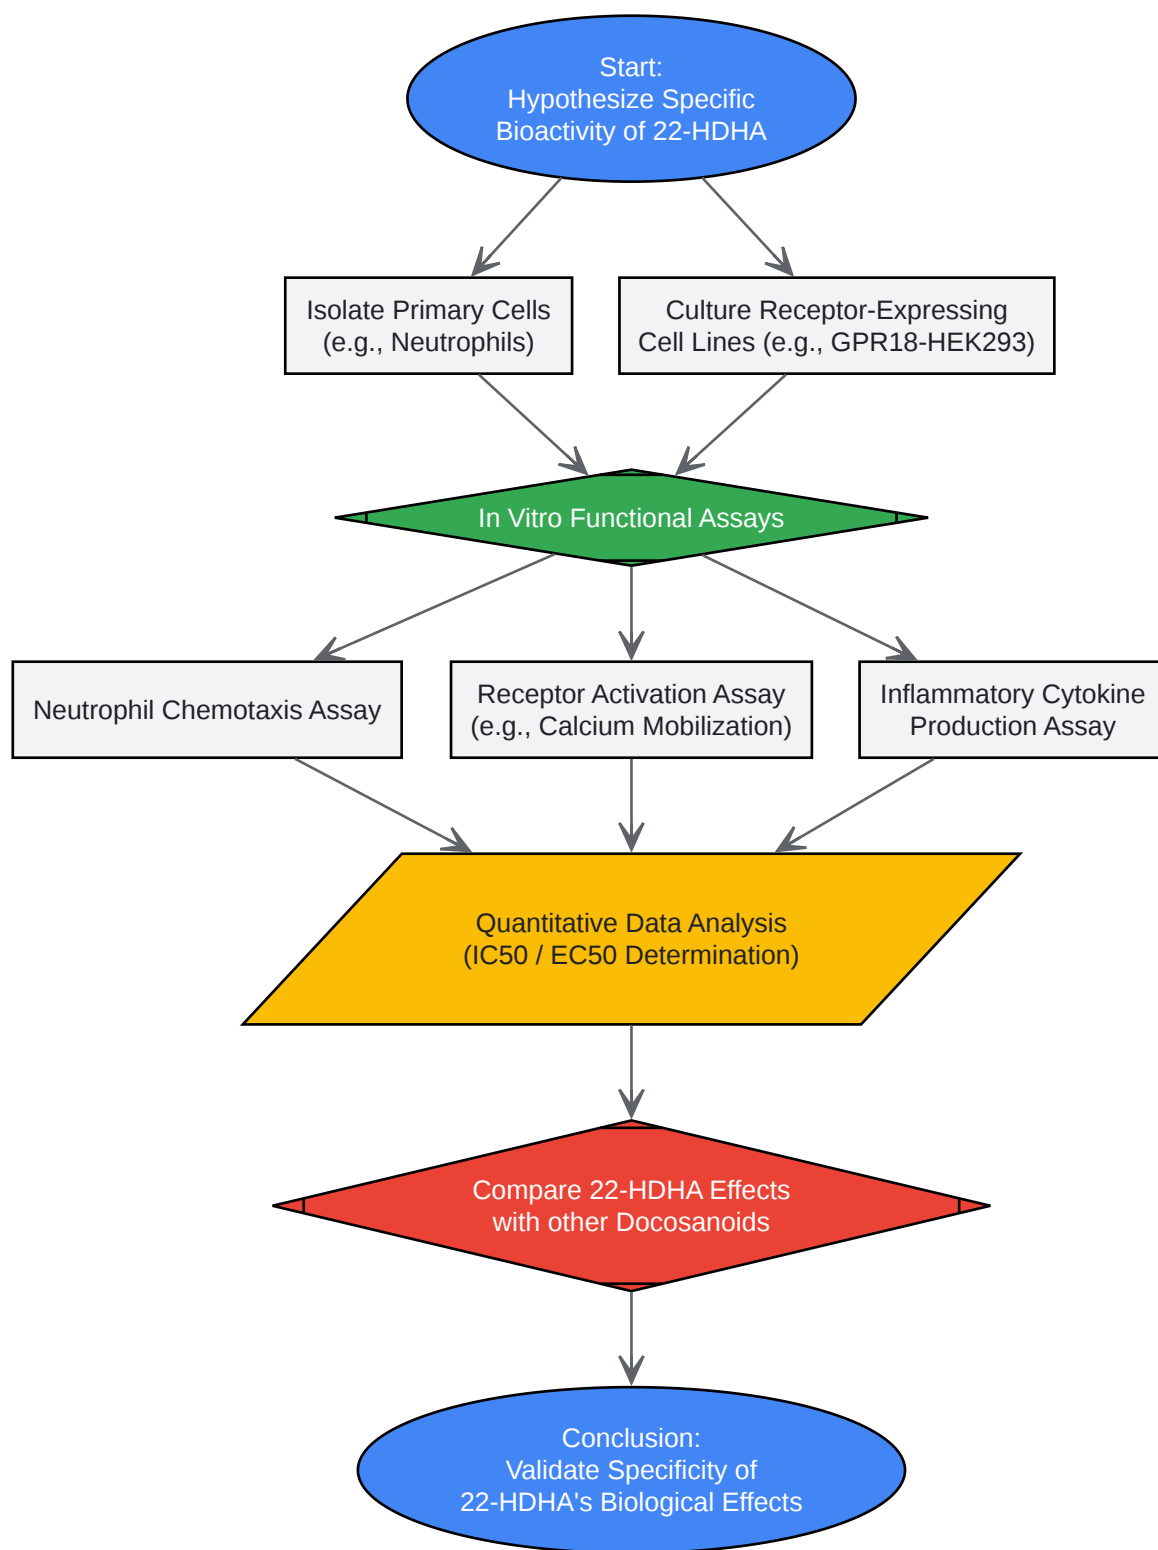 Start:
Hypothesize Specific
Bioactivity of 22-HDHA
Isolate Primary Cells
(e.g., Neutrophils)
Culture Receptor-Expressing
Cell Lines (e.g., GPR18-HEK293)
In Vitro Functional Assays
Neutrophil Chemotaxis Assay
Receptor Activation Assay
(e.g., Calcium Mobilization)
Inflammatory Cytokine
Production Assay
Quantitative Data Analysis
(IC50 / EC50 Determination)
Compare 22-HDHA Effects
with other Docosanoids
Conclusion:
Validate Specificity of
22-HDHA's Biological Effects